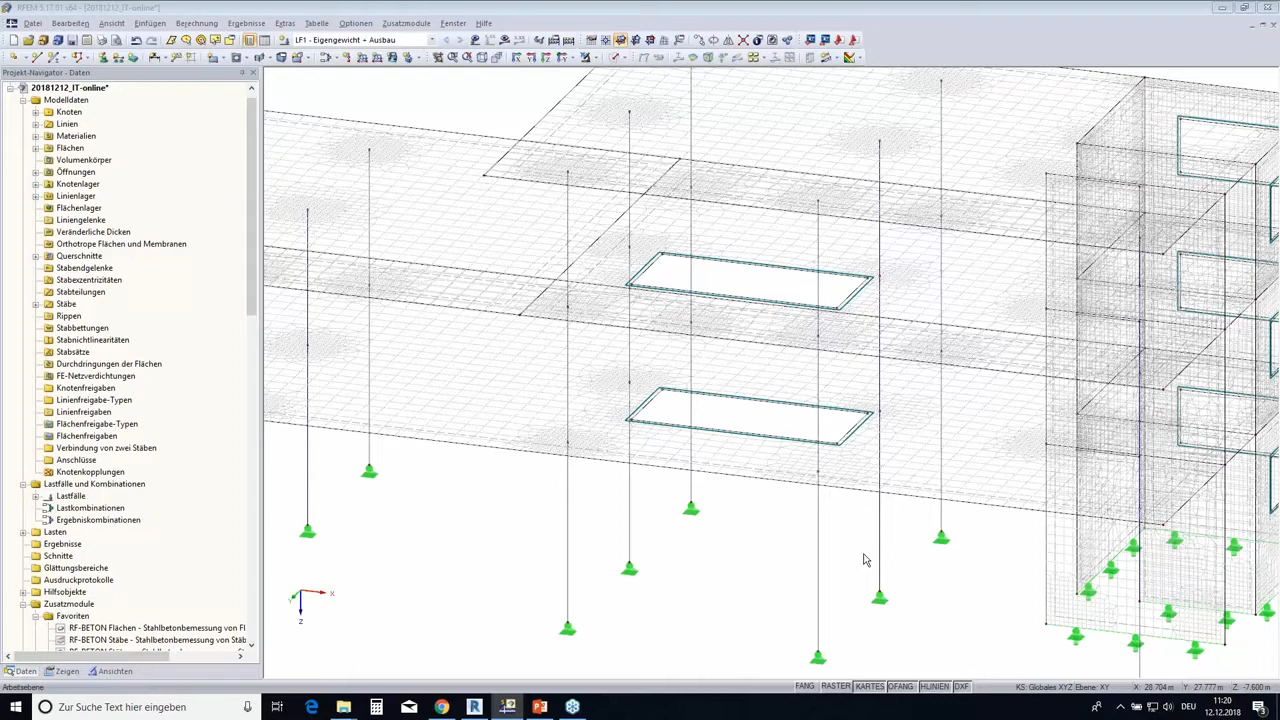 RFEM 5.17.01 x64 - [20181212_IT-online*]
Datei Bearbeiten Ansicht Einfügen Berechnung Ergebnisse Extras Tabelle Optionen Zusatzmodule Fenster Hilfe
LF1 - Eigengewicht + Ausbau
Projekt-Navigator - Daten
20181212_IT-online*
Modelldaten
Knoten
Linien
Materialien
Flächen
Volumenkörper
Öffnungen
Knotenlager
Linienlager
Flächenlager
Liniengelenke
Veränderliche Dicken
Orthotrope Flächen und Membranen
Querschnitte
Stabendgelenke
Stabexzentrizitäten
Stabteilungen
Stäbe
Rippen
Stabbettungen
Stabnichtlinearitäten
Stabsätze
Durchdringungen der Flächen
FE-Netzverdichtungen
Knotenfreigaben
Linienfreigabe-Typen
Linienfreigaben
Flächenfreigabe-Typen
Flächenfreigaben
Verbindung von zwei Stäben
Anschlüsse
Knotenkopplungen
Lastfälle und Kombinationen
Lastfälle
Lastkombinationen
Ergebniskombinationen
Lasten
Ergebnisse
Schnitte
Glättungsbereiche
Ausdruckprotokolle
Hilfsobjekte
Zusatzmodule
Favoriten
RF-BETON Flächen - Stahlbetonbemessung von Fl
RF-BETON Stäbe - Stahlbetonbemessung von Stäb
X
Y
Z
Daten Zeigen Ansichten
Arbeitsebene FANG RASTER KARTES OFANG HLINIEN DXF KS: Globales XYZ Ebene: XY X: 28.704 m Y: 27.777 m Z: -7.600 m
Zur Suche Text hier eingeben
DEU
11:20
12.12.2018
3